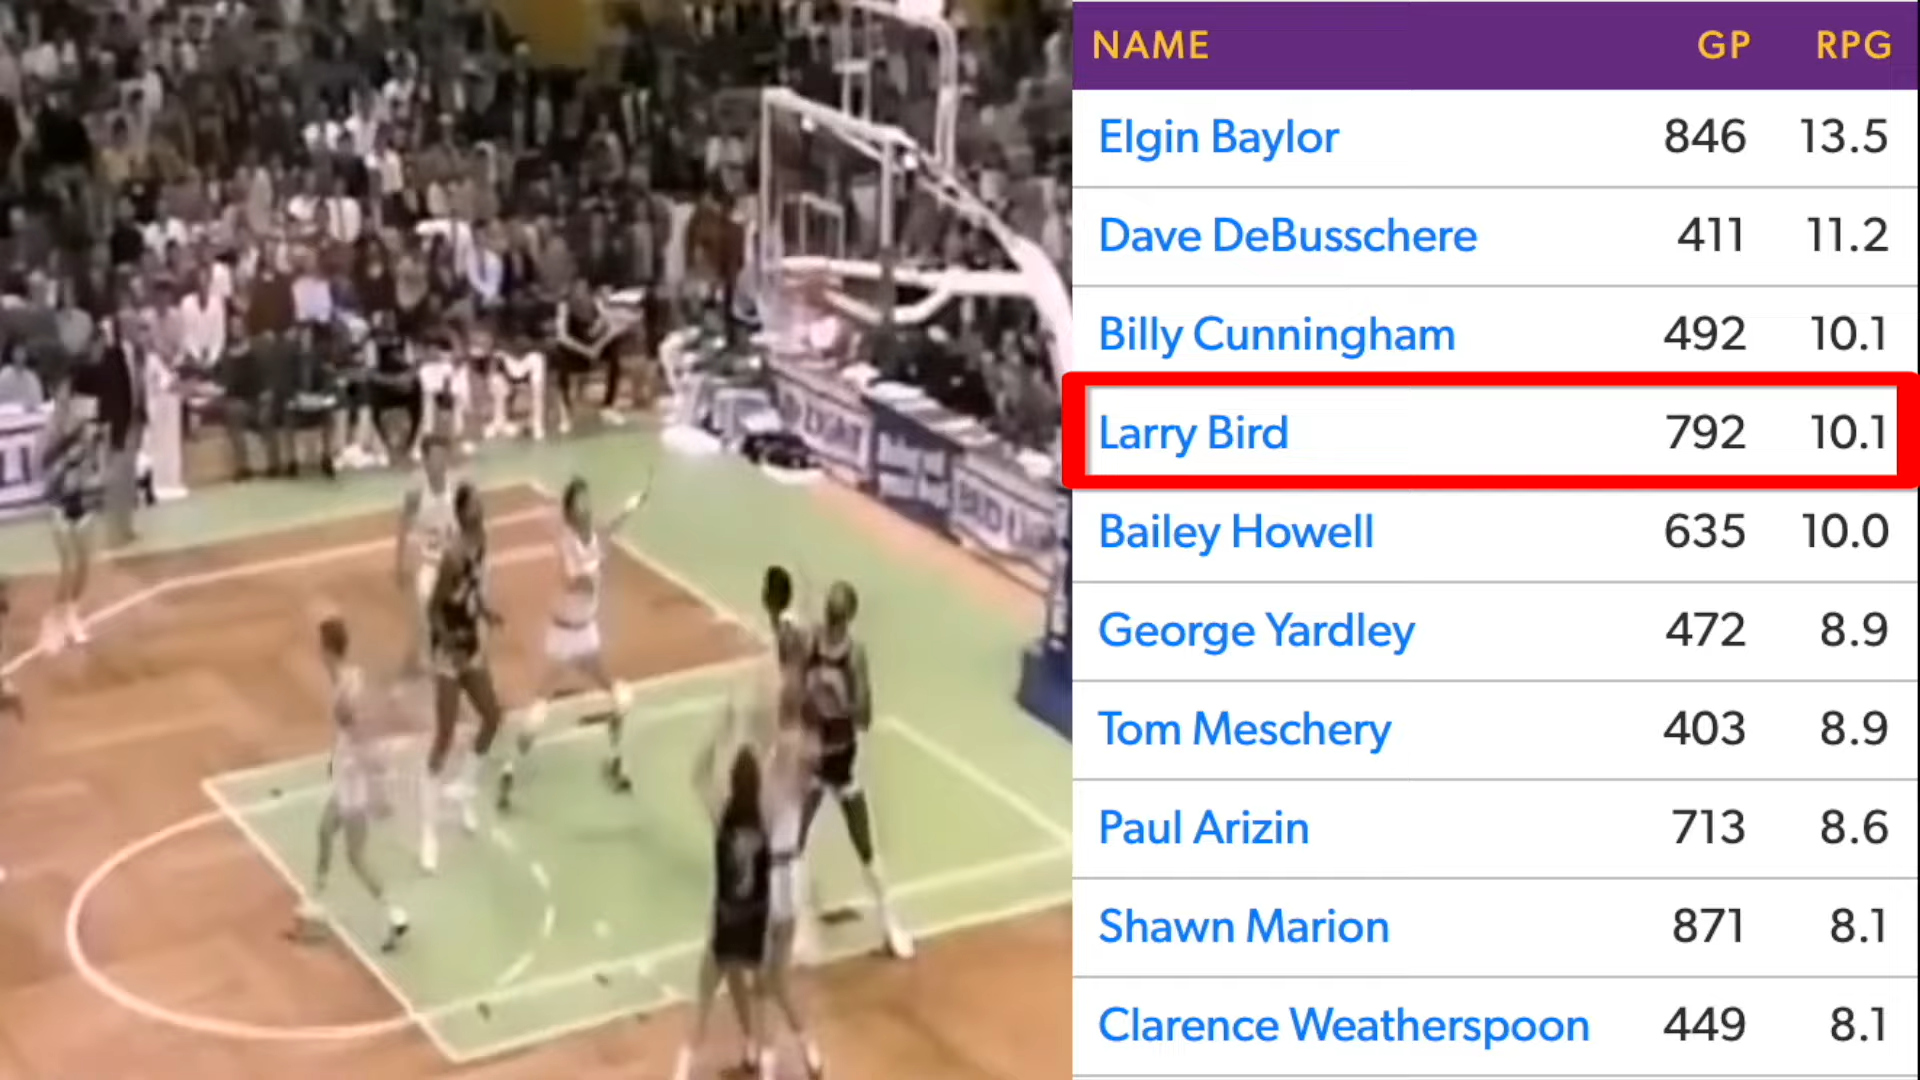 NAME GP RPG
Elgin Baylor 846 13.5
Dave DeBusschere 411 11.2
Billy Cunningham 492 10.1
Larry Bird 792 10.1
Bailey Howell 635 10.0
George Yardley 472 8.9
Tom Meschery 403 8.9
Paul Arizin 713 8.6
Shawn Marion 871 8.1
Clarence Weatherspoon 449 8.1